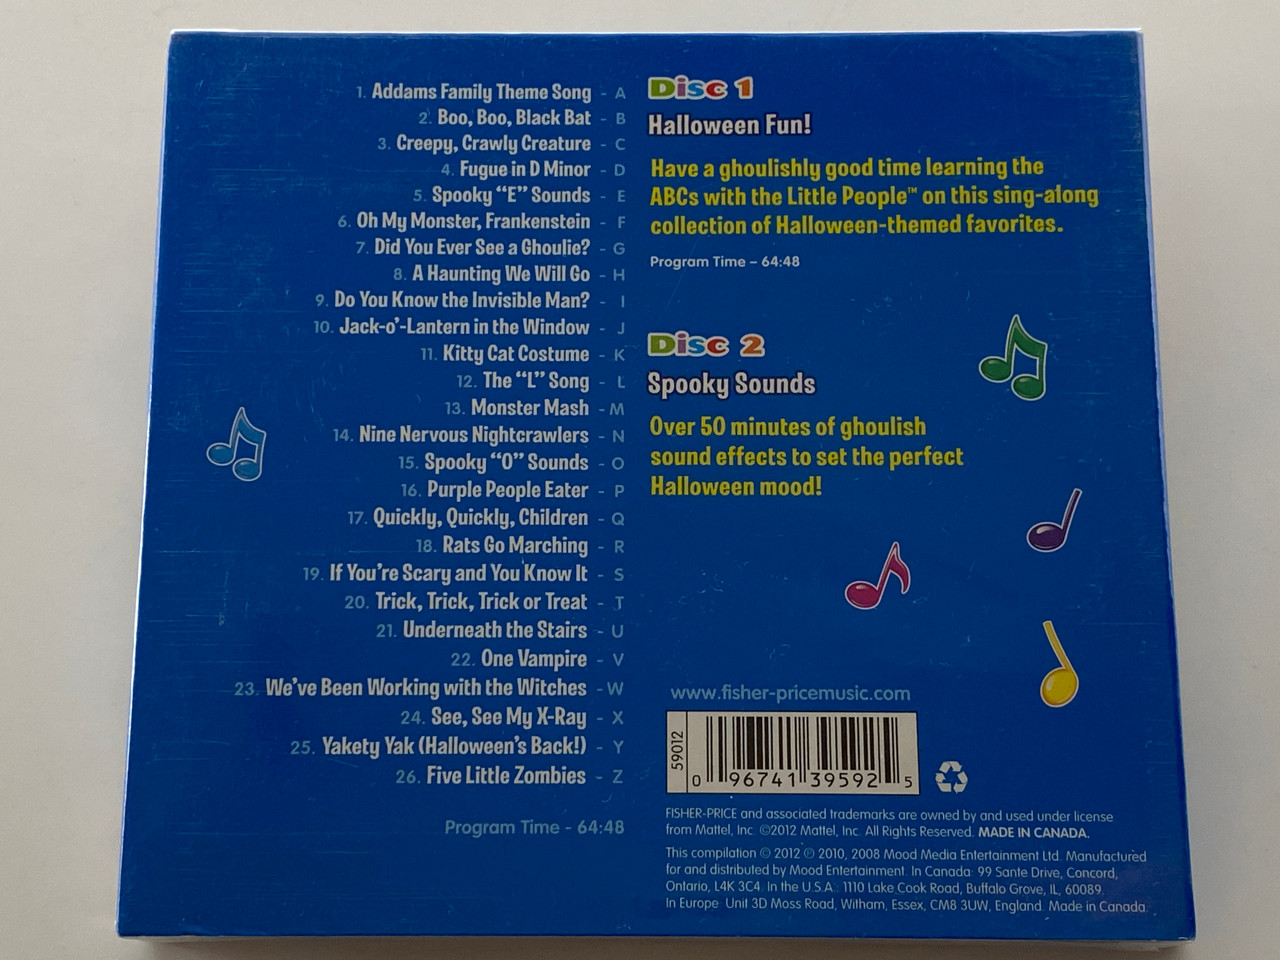 1. Addams Family Theme Song - A
2. Boo, Boo, Black Bat - B
3. Creepy, Crawly Creature - C
4. Fugue in D Minor - D
5. Spooky “E” Sounds - E
6. Oh My Monster, Frankenstein - F
7. Did You Ever See a Ghoulie? - G
8. A Haunting We Will Go - H
9. Do You Know the Invisible Man? - I
10. Jack-o’-Lantern in the Window - J
11. Kitty Cat Costume - K
12. The “L” Song - L
13. Monster Mash - M
14. Nine Nervous Nightcrawlers - N
15. Spooky “O” Sounds - O
16. Purple People Eater - P
17. Quickly, Quickly, Children - Q
18. Rats Go Marching - R
19. If You’re Scary and You Know It - S
20. Trick, Trick, Trick or Treat - T
21. Underneath the Stairs - U
22. One Vampire - V
23. We’ve Been Working with the Witches - W
24. See, See My X-Ray - X
25. Yakety Yak (Halloween’s Back!) - Y
26. Five Little Zombies - Z
Program Time - 64:48
Disc 1
Halloween Fun!
Have a ghoulishly good time learning the
ABCs with the Little People™ on this sing-along
collection of Halloween-themed favorites.
Program Time – 64:48
Disc 2
Spooky Sounds
Over 50 minutes of ghoulish
sound effects to set the perfect
Halloween mood!
www.fisher-pricemusic.com
59012
0 96741 39592 5
FISHER-PRICE and associated trademarks are owned by and used under license
from Mattel, Inc. ©2012 Mattel, Inc. All Rights Reserved. MADE IN CANADA.
This compilation © 2012 ℗ 2010, 2008 Mood Media Entertainment Ltd. Manufactured
for and distributed by Mood Entertainment. In Canada: 99 Sante Drive, Concord,
Ontario, L4K 3C4. In the U.S.A.: 1110 Lake Cook Road, Buffalo Grove, IL, 60089.
In Europe: Unit 3D Moss Road, Witham, Essex, CM8 3UW, England. Made in Canada.